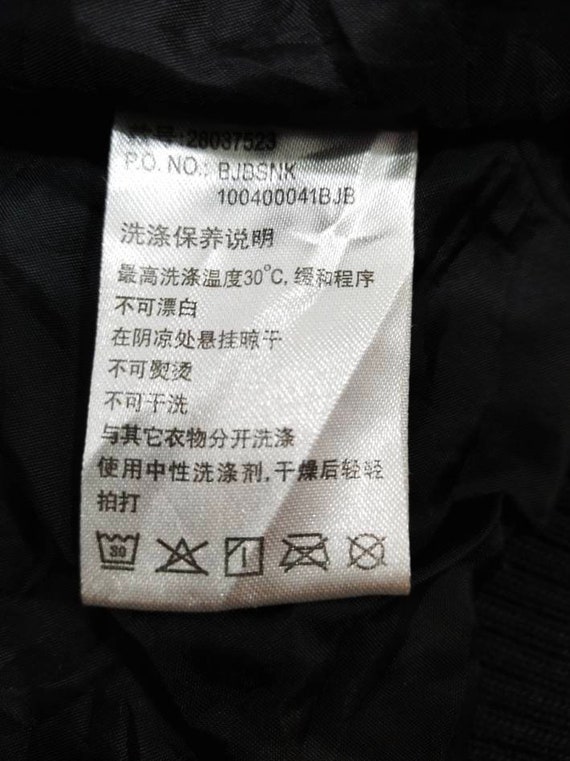 款号:28037523
P.O. NO.: BJBSNK
100400041BJB
洗涤保养说明
最高洗涤温度30°C, 缓和程序
不可漂白
在阴凉处悬挂晾干
不可熨烫
不可干洗
与其它衣物分开洗涤
使用中性洗涤剂,干燥后轻轻
拍打
30